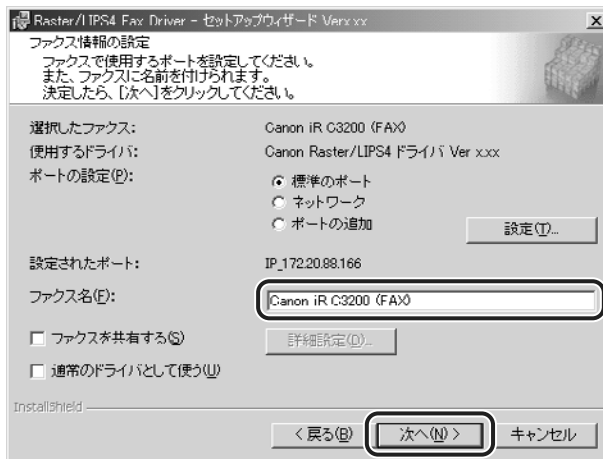 Raster/LIPS4 Fax Driver - セットアップウィザード Verx.xx
ファクス情報の設定
ファクスで使用するポートを設定してください。
また、ファクスに名前を付けられます。
決定したら、[次へ]をクリックしてください。
選択したファクス: Canon iR C3200 (FAX)
使用するドライバ: Canon Raster/LIPS4 ドライバ Ver x.xx
ポートの設定(P): 標準のポート
ネットワーク
ポートの追加 設定(T)...
設定されたポート: IP_172.20.88.166
ファクス名(F): Canon iR C3200 (FAX)
ファクスを共有する(S) 詳細設定(D)...
通常のドライバとして使う(U)
InstallShield
< 戻る(B) 次へ(N) > キャンセル